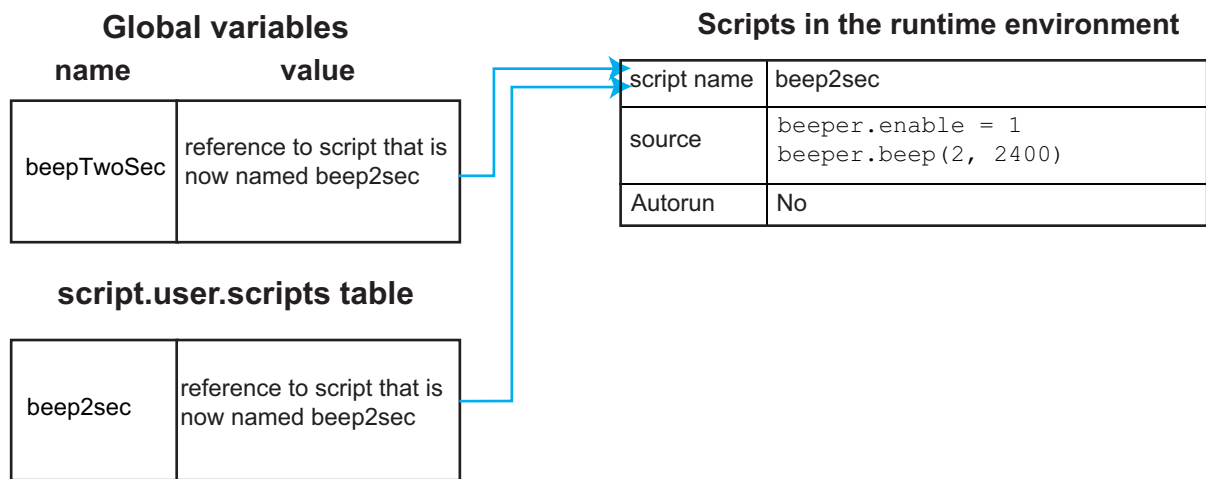 Global variables
name value
beepTwoSec
reference to script that is
now named beep2sec
script.user.scripts table
beep2sec
reference to script that is
now named beep2sec
Scripts in the runtime environment
script name beep2sec
source
beeper.enable = 1
beeper.beep(2, 2400)
Autorun No